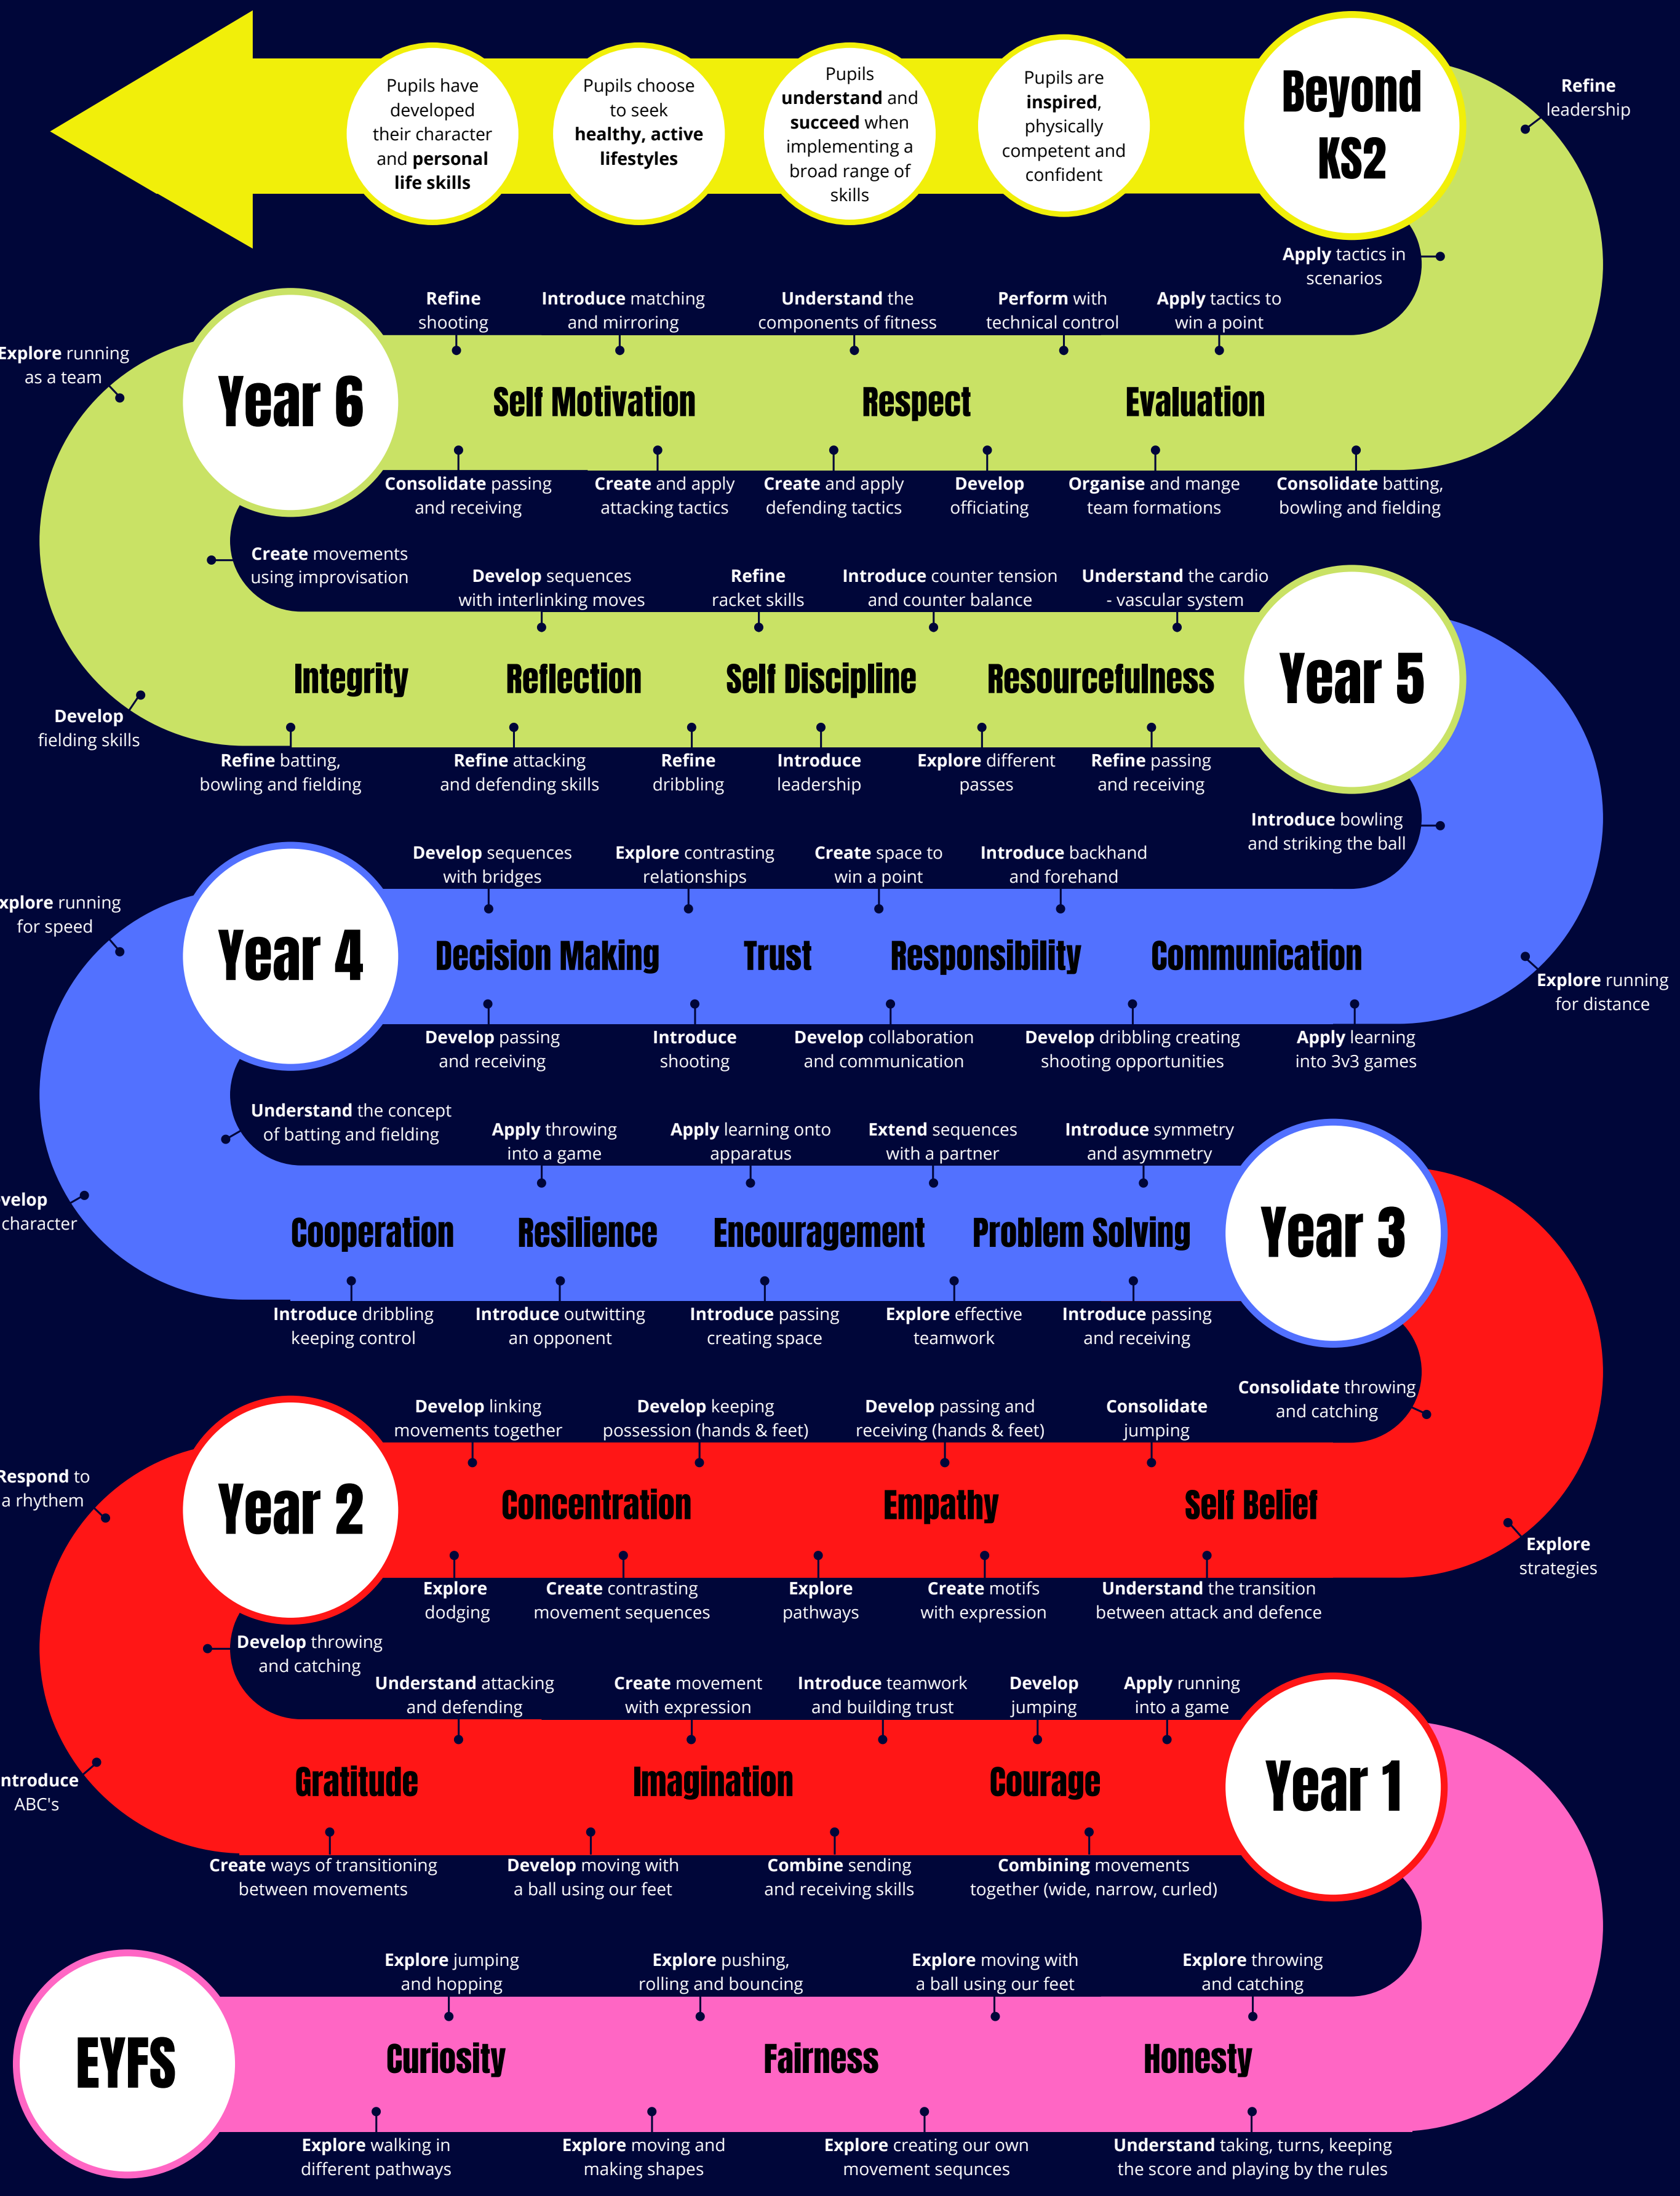 Pupils have
developed
their character
and personal
life skills
Pupils choose
to seek
healthy, active
lifestyles
Pupils
understand and
succeed when
implementing a
broad range of
skills
Pupils are
inspired,
physically
competent and
confident
Beyond
KS2
Refine
leadership
Apply tactics in
scenarios
Refine
shooting
Introduce matching
and mirroring
Understand the
components of fitness
Perform with
technical control
Apply tactics to
win a point
Explore running
as a team
Year 6
Self Motivation
Respect
Evaluation
Consolidate passing
and receiving
Create and apply
attacking tactics
Create and apply
defending tactics
Develop
officiating
Organise and mange
team formations
Consolidate batting,
bowling and fielding
Create movements
using improvisation
Develop sequences
with interlinking moves
Refine
racket skills
Introduce counter tension
and counter balance
Understand the cardio
- vascular system
Integrity
Reflection
Self Discipline
Resourcefulness
Year 5
Develop
fielding skills
Refine batting,
bowling and fielding
Refine attacking
and defending skills
Refine
dribbling
Introduce
leadership
Explore different
passes
Refine passing
and receiving
Introduce bowling
and striking the ball
Develop sequences
with bridges
Explore contrasting
relationships
Create space to
win a point
Introduce backhand
and forehand
xplore running
for speed
Year 4
Decision Making
Trust
Responsibility
Communication
Explore running
for distance
Develop passing
and receiving
Introduce
shooting
Develop collaboration
and communication
Develop dribbling creating
shooting opportunities
Apply learning
into 3v3 games
Understand the concept
of batting and fielding
Apply throwing
into a game
Apply learning onto
apparatus
Extend sequences
with a partner
Introduce symmetry
and asymmetry
velop
character
Cooperation
Resilience
Encouragement
Problem Solving
Year 3
Introduce dribbling
keeping control
Introduce outwitting
an opponent
Introduce passing
creating space
Explore effective
teamwork
Introduce passing
and receiving
Consolidate throwing
and catching
Develop linking
movements together
Develop keeping
possession (hands & feet)
Develop passing and
receiving (hands & feet)
Consolidate
jumping
Respond to
a rhythem
Year 2
Concentration
Empathy
Self Belief
Explore
strategies
Explore
dodging
Create contrasting
movement sequences
Explore
pathways
Create motifs
with expression
Understand the transition
between attack and defence
Develop throwing
and catching
Understand attacking
and defending
Create movement
with expression
Introduce teamwork
and building trust
Develop
jumping
Apply running
into a game
ntroduce
ABC's
Gratitude
Imagination
Courage
Year 1
Create ways of transitioning
between movements
Develop moving with
a ball using our feet
Combine sending
and receiving skills
Combining movements
together (wide, narrow, curled)
Explore jumping
and hopping
Explore pushing,
rolling and bouncing
Explore moving with
a ball using our feet
Explore throwing
and catching
EYFS
Curiosity
Fairness
Honesty
Explore walking in
different pathways
Explore moving and
making shapes
Explore creating our own
movement sequnces
Understand taking, turns, keeping
the score and playing by the rules